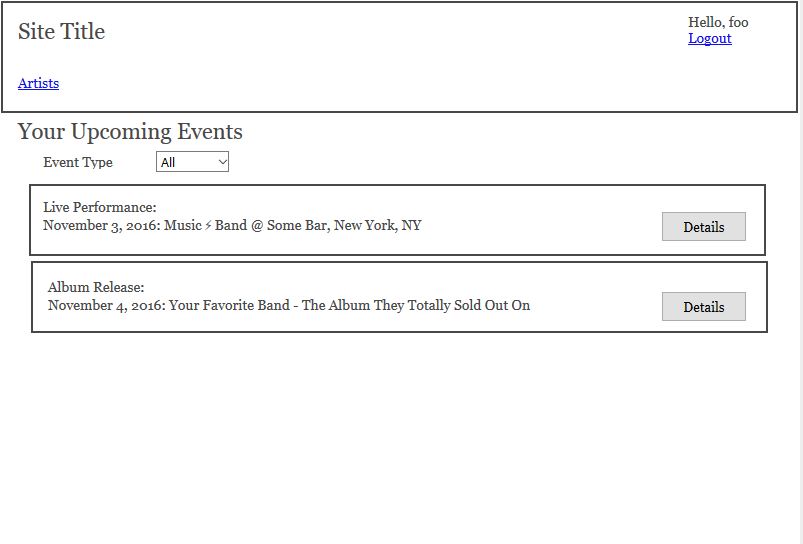 Site Title
Hello, foo
Logout
Artists
Your Upcoming Events
Event Type All
Live Performance:
November 3, 2016: Music ⚡ Band @ Some Bar, New York, NY
Details
Album Release:
November 4, 2016: Your Favorite Band - The Album They Totally Sold Out On
Details